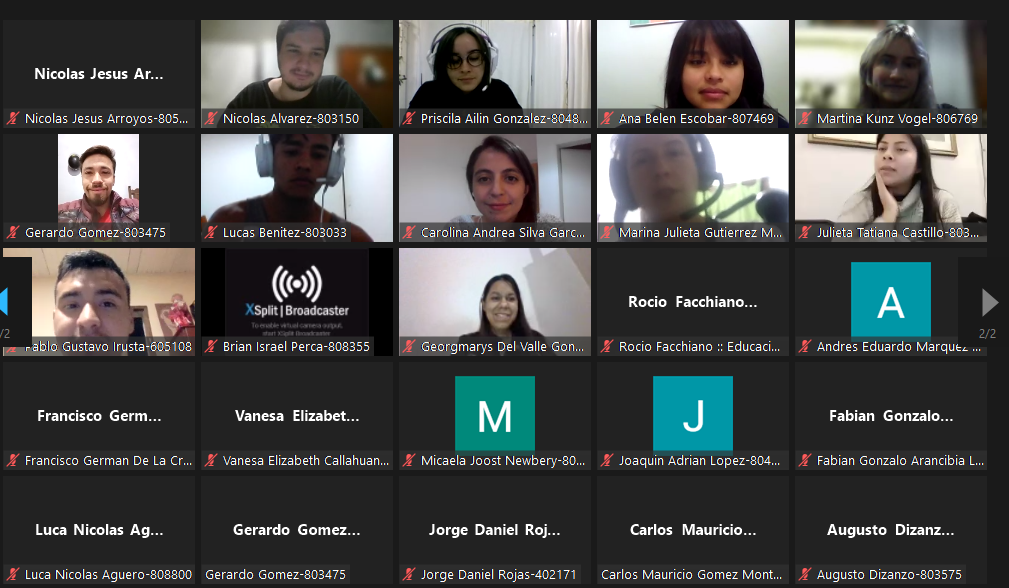 Nicolas Jesus Ar...
Nicolas Jesus Arroyos-805...
Nicolas Alvarez-803150
Priscila Ailin Gonzalez-8048...
Ana Belen Escobar-807469
Martina Kunz Vogel-806769
Gerardo Gomez-803475
Lucas Benitez-803033
Carolina Andrea Silva Garc...
Marina Julieta Gutierrez M...
Julieta Tatiana Castillo-803...
/2
Pablo Gustavo Irusta-605108
XSplit | Broadcaster
To enable virtual camera output,
start XSplit Broadcaster
Brian Israel Perca-808355
Georgmarys Del Valle Gon...
Rocio Facchiano...
Rocio Facchiano :: Educaci...
A
Andres Eduardo Marquez ...
2/2
Francisco Germ...
Francisco German De La Cr...
Vanesa Elizabet...
Vanesa Elizabeth Callahuan...
M
Micaela Joost Newbery-80...
J
Joaquin Adrian Lopez-804...
Fabian Gonzalo...
Fabian Gonzalo Arancibia L...
Luca Nicolas Ag...
Luca Nicolas Aguero-808800
Gerardo Gomez...
Gerardo Gomez-803475
Jorge Daniel Roj...
Jorge Daniel Rojas-402171
Carlos Mauricio...
Carlos Mauricio Gomez Mont...
Augusto Dizanz...
Augusto Dizanzo-803575